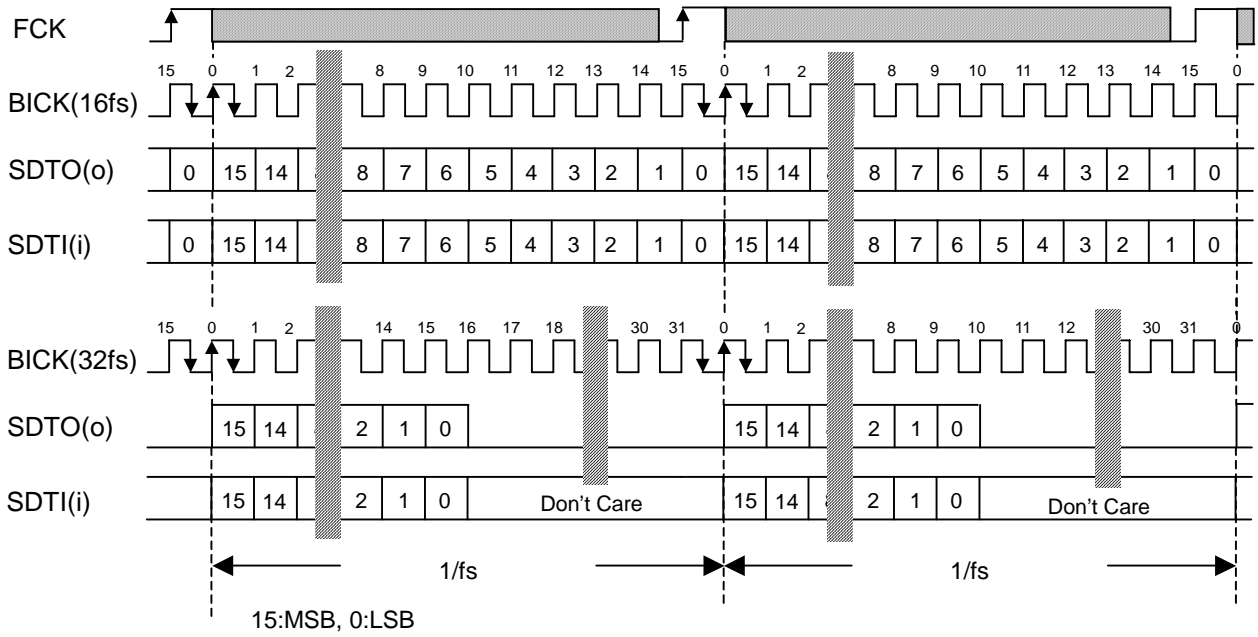 FCK
15 0 1 2 8 9 10 11 12 13 14 15 0 1 2 8 9 10 11 12 13 14 15 0
BICK(16fs)
SDTO(o) 0 15 14 8 7 6 5 4 3 2 1 0 15 14 8 7 6 5 4 3 2 1 0
SDTI(i) 0 15 14 8 7 6 5 4 3 2 1 0 15 14 8 7 6 5 4 3 2 1 0
15 0 1 2 14 15 16 17 18 30 31 0 1 2 8 9 10 11 12 30 31 0
BICK(32fs)
SDTO(o) 15 14 2 1 0 15 14 2 1 0
SDTI(i) 15 14 2 1 0 Don't Care 15 14 2 1 0 Don't Care
1/fs 1/fs
15:MSB, 0:LSB